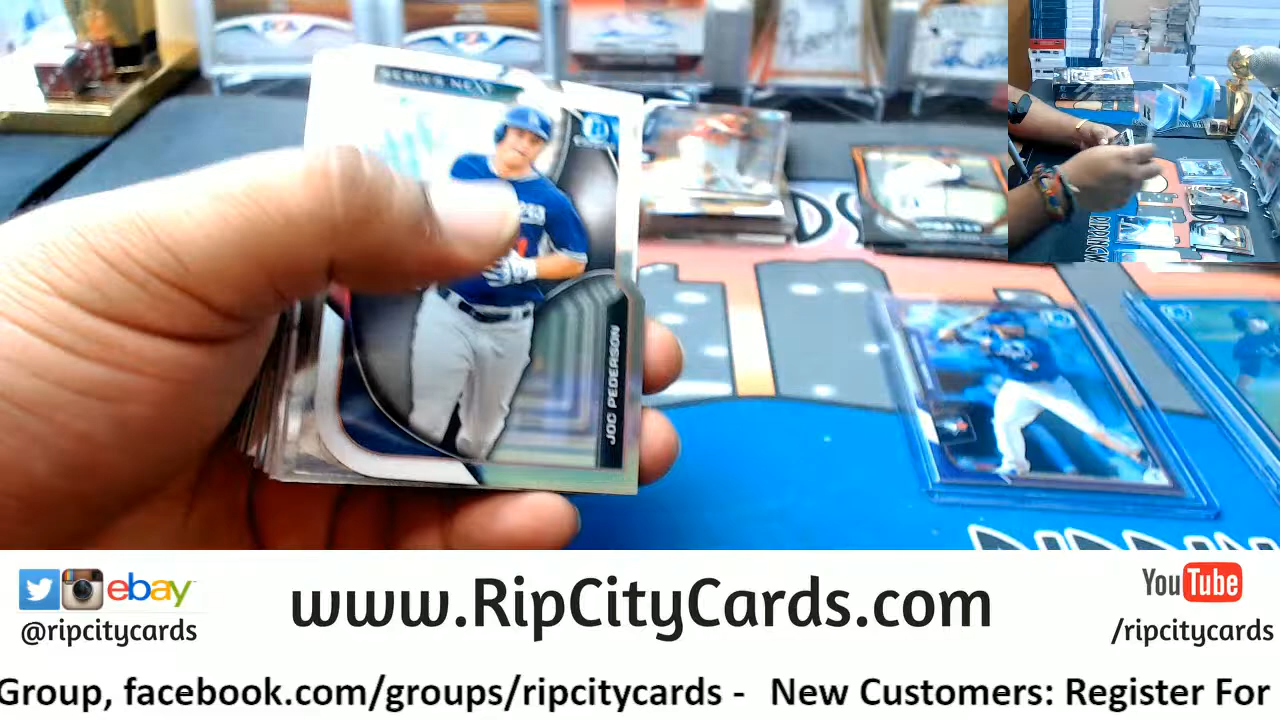 SERIES NEXT
JOC PEDERSON
www.RipCityCards.com
ebay
@ripcitycards
YouTube
/ripcitycards
Group, facebook.com/groups/ripcitycards - New Customers: Register For